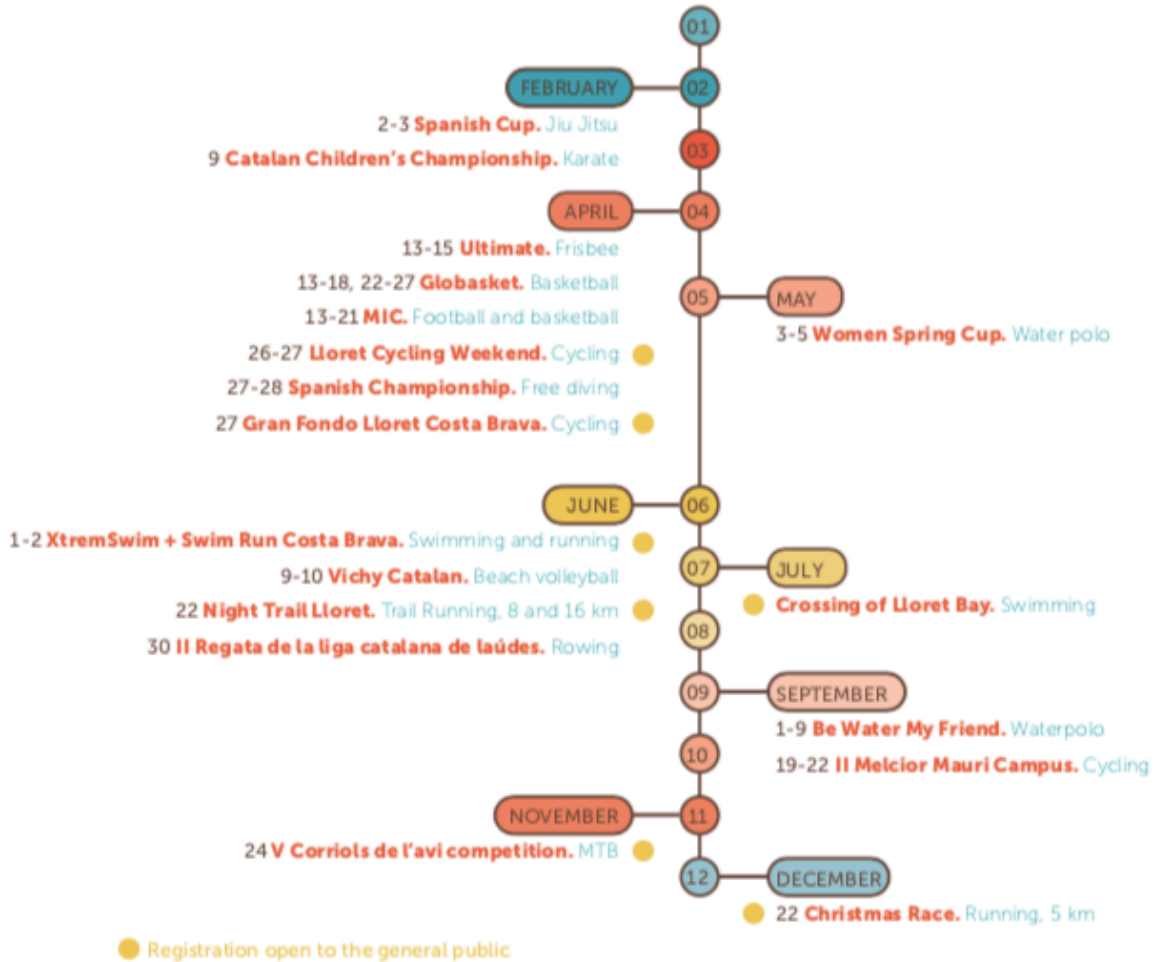 01
FEBRUARY 02
2-3 Spanish Cup. Jiu Jitsu
9 Catalan Children's Championship. Karate
03
APRIL 04
13-15 Ultimate. Frisbee
13-18, 22-27 Globasket. Basketball
13-21 MIC. Football and basketball
26-27 Lloret Cycling Weekend. Cycling
27-28 Spanish Championship. Free diving
27 Gran Fondo Lloret Costa Brava. Cycling
05 MAY
3-5 Women Spring Cup. Water polo
JUNE 06
1-2 XtremSwim + Swim Run Costa Brava. Swimming and running
9-10 Vichy Catalan. Beach volleyball
22 Night Trail Lloret. Trail Running, 8 and 16 km
30 II Regata de la liga catalana de laúdes. Rowing
07 JULY
Crossing of Lloret Bay. Swimming
08
09 SEPTEMBER
1-9 Be Water My Friend. Waterpolo
19-22 II Melcior Mauri Campus. Cycling
10
NOVEMBER 11
24 V Corriols de l'avi competition. MTB
12 DECEMBER
22 Christmas Race. Running, 5 km
Registration open to the general public